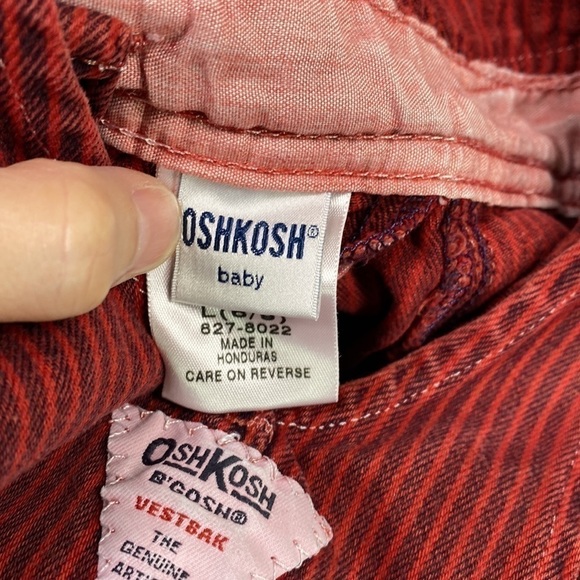 OSHKOSH®
baby
827-8022
MADE IN
HONDURAS
CARE ON REVERSE
OSHKOSH
B'GOSH®
VESTBAK
THE
GENUINE